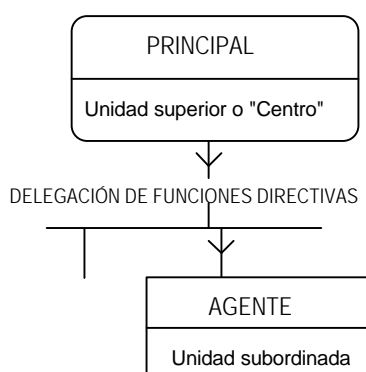 PRINCIPAL
Unidad superior o "Centro"
DELEGACIÓN DE FUNCIONES DIRECTIVAS
AGENTE
Unidad subordinada